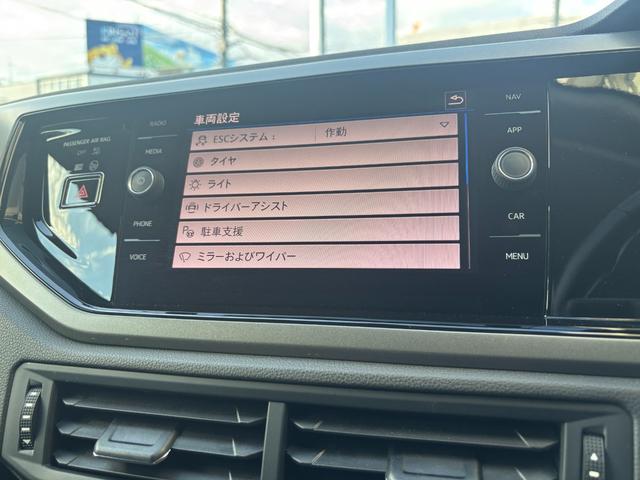 車両設定
ESCシステム： 作動
タイヤ
ライト
ドライバーアシスト
駐車支援
ミラーおよびワイパー
RADIO
MEDIA
PHONE
VOICE
NAV
APP
CAR
MENU
PASSENGER AIR BAG